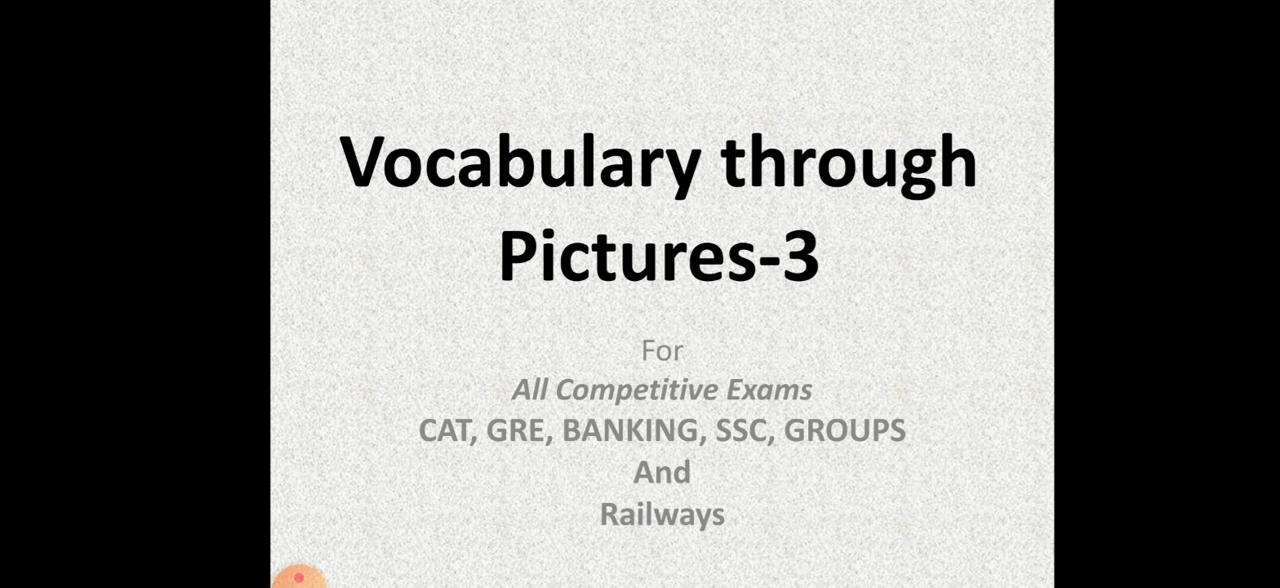 Vocabulary through
Pictures-3
For
All Competitive Exams
CAT, GRE, BANKING, SSC, GROUPS
And
Railways